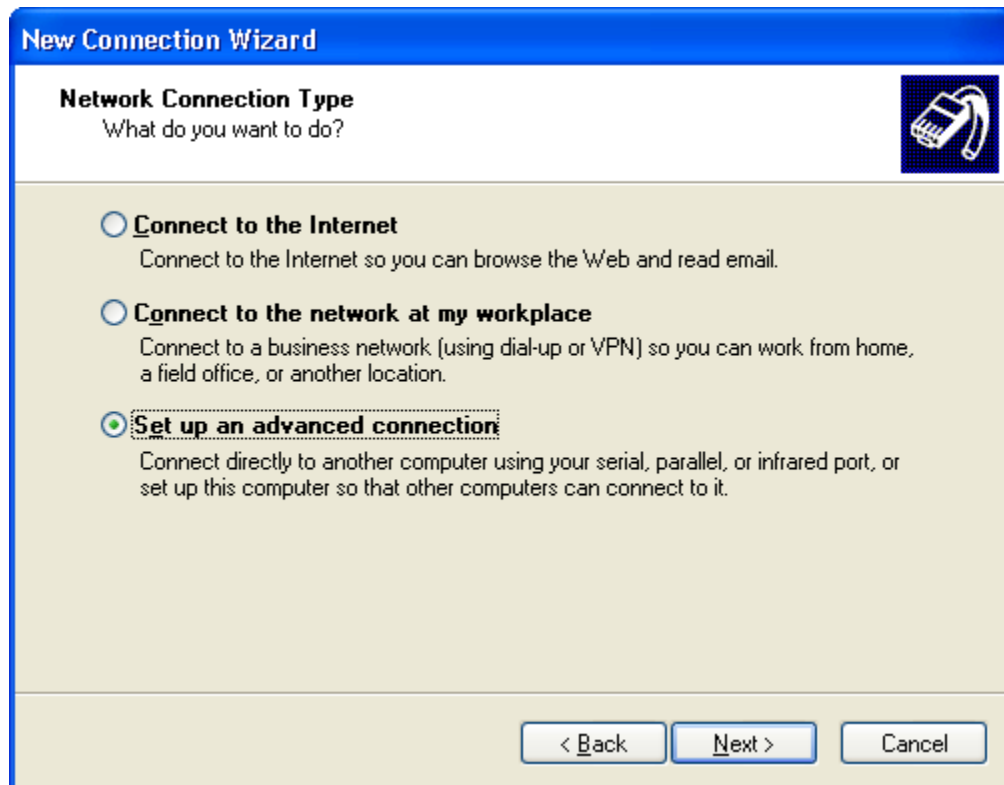 New Connection Wizard
Network Connection Type
What do you want to do?
Connect to the Internet
Connect to the Internet so you can browse the Web and read email.
Connect to the network at my workplace
Connect to a business network (using dial-up or VPN) so you can work from home,
a field office, or another location.
Set up an advanced connection
Connect directly to another computer using your serial, parallel, or infrared port, or
set up this computer so that other computers can connect to it.
< Back
Next >
Cancel